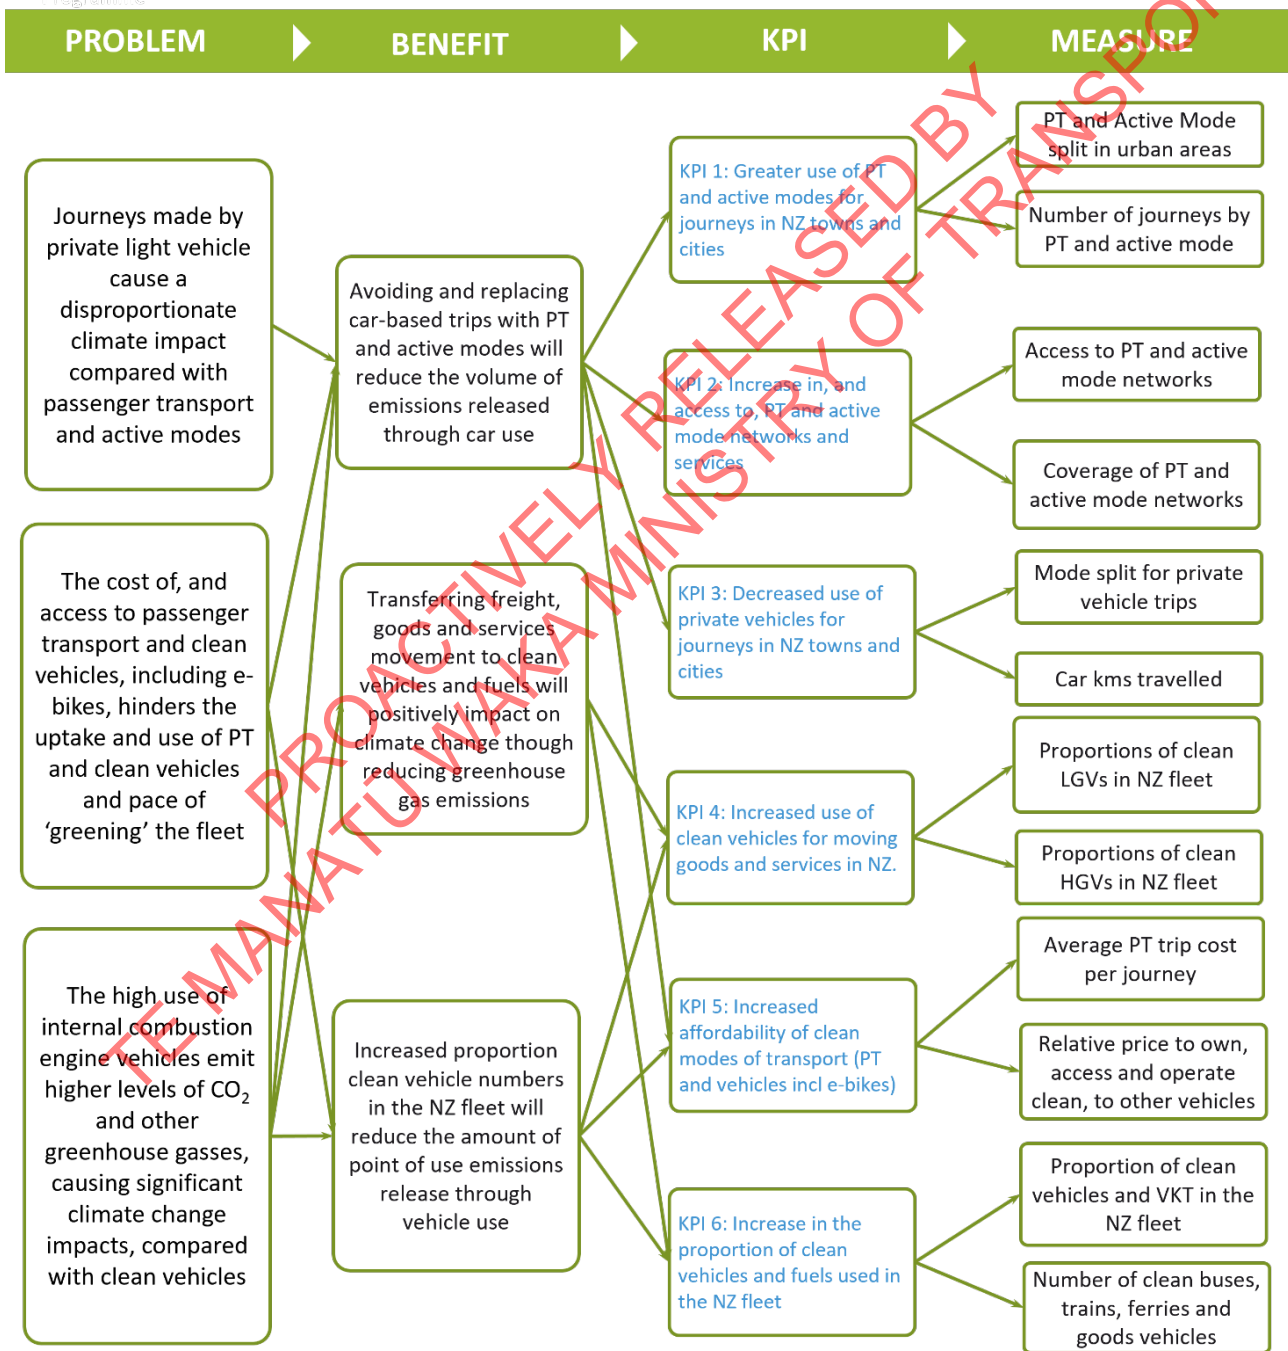 PROBLEM
BENEFIT
KPI
MEASURE
Journeys made by
private light vehicle
cause a
disproportionate
climate impact
compared with
passenger transport
and active modes
The cost of, and
access to passenger
transport and clean
vehicles, including e-
bikes, hinders the
uptake and use of PT
and clean vehicles
and pace of
‘greening’ the fleet
The high use of
internal combustion
engine vehicles emit
higher levels of CO₂
and other
greenhouse gasses,
causing significant
climate change
impacts, compared
with clean vehicles
Avoiding and replacing
car-based trips with PT
and active modes will
reduce the volume of
emissions released
through car use
Transferring freight,
goods and services
movement to clean
vehicles and fuels will
positively impact on
climate change though
reducing greenhouse
gas emissions
Increased proportion
clean vehicle numbers
in the NZ fleet will
reduce the amount of
point of use emissions
release through
vehicle use
KPI 1: Greater use of PT
and active modes for
journeys in NZ towns and
cities
KPI 2: Increase in, and
access to, PT and active
mode networks and
services
KPI 3: Decreased use of
private vehicles for
journeys in NZ towns and
cities
KPI 4: Increased use of
clean vehicles for moving
goods and services in NZ.
KPI 5: Increased
affordability of clean
modes of transport (PT
and vehicles incl e-bikes)
KPI 6: Increase in the
proportion of clean
vehicles and fuels used in
the NZ fleet
PT and Active Mode
split in urban areas
Number of journeys by
PT and active mode
Access to PT and active
mode networks
Coverage of PT and
active mode networks
Mode split for private
vehicle trips
Car kms travelled
Proportions of clean
LGVs in NZ fleet
Proportions of clean
HGVs in NZ fleet
Average PT trip cost
per journey
Relative price to own,
access and operate
clean, to other vehicles
Proportion of clean
vehicles and VKT in the
NZ fleet
Number of clean buses,
trains, ferries and
goods vehicles
PROACTIVELY RELEASED BY
TE MANATŪ WAKA MINISTRY OF TRANSPOR